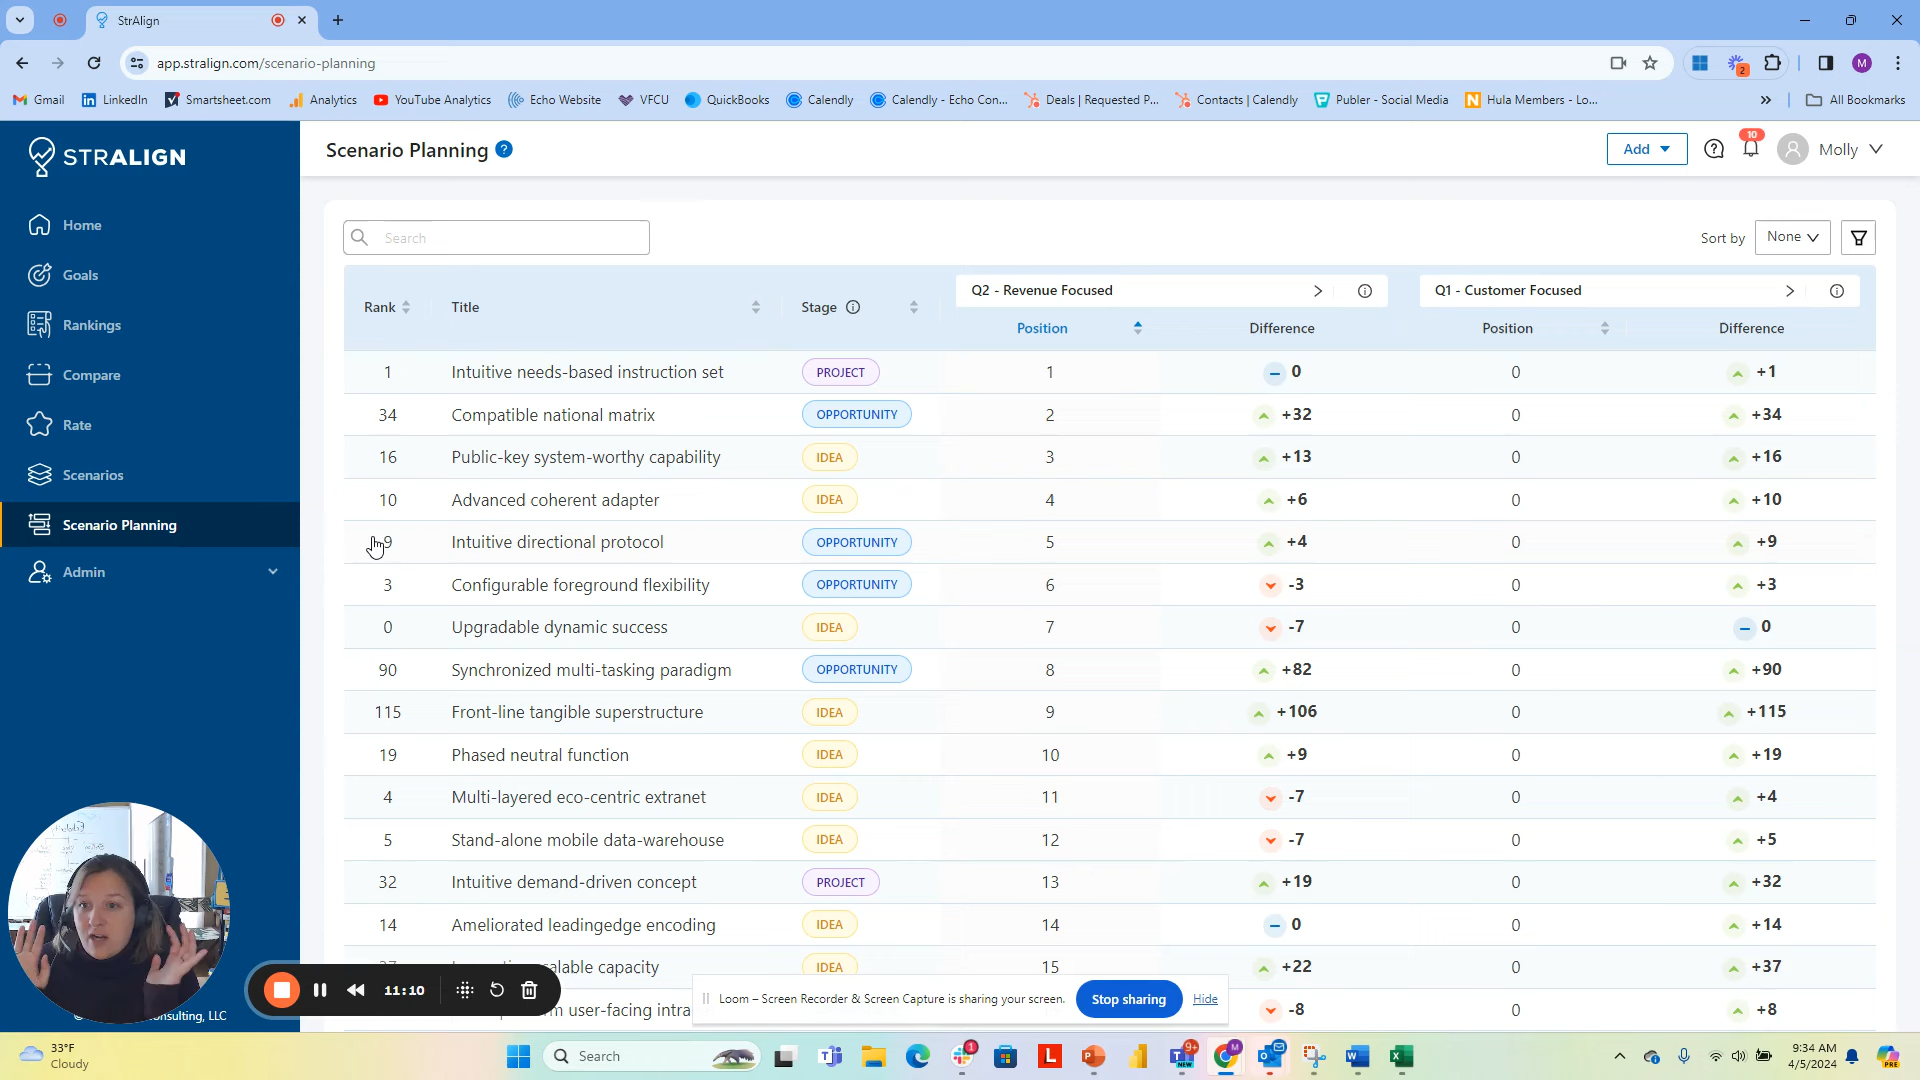 StrAlign
app.stralign.com/scenario-planning
2
M
Gmail
LinkedIn
Smartsheet.com
Analytics
YouTube Analytics
Echo Website
VFCU
QuickBooks
Calendly
Calendly - Echo Con...
Deals | Requested P...
Contacts | Calendly
Publer - Social Media
Hula Members - Lo...
All Bookmarks
STRALIGN
Scenario Planning
Add
10
Molly
Home
Goals
Rankings
Compare
Rate
Scenarios
Scenario Planning
Admin
Search
Sort by None
Rank Title Stage Q2 - Revenue Focused Q1 - Customer Focused
Position Difference Position Difference
1 Intuitive needs-based instruction set PROJECT 1 0 0 +1
34 Compatible national matrix OPPORTUNITY 2 +32 0 +34
16 Public-key system-worthy capability IDEA 3 +13 0 +16
10 Advanced coherent adapter IDEA 4 +6 0 +10
9 Intuitive directional protocol OPPORTUNITY 5 +4 0 +9
3 Configurable foreground flexibility OPPORTUNITY 6 -3 0 +3
0 Upgradable dynamic success IDEA 7 -7 0 0
90 Synchronized multi-tasking paradigm OPPORTUNITY 8 +82 0 +90
115 Front-line tangible superstructure IDEA 9 +106 0 +115
19 Phased neutral function IDEA 10 +9 0 +19
4 Multi-layered eco-centric extranet IDEA 11 -7 0 +4
5 Stand-alone mobile data-warehouse IDEA 12 -7 0 +5
32 Intuitive demand-driven concept PROJECT 13 +19 0 +32
14 Ameliorated leadingedge encoding IDEA 14 0 0 +14
capacity IDEA 15 +22 0 +37
user-facing -8 0 +8
11:10
Loom – Screen Recorder & Screen Capture is sharing your screen.
Stop sharing
Hide
LLC
33°F
Cloudy
Search
1
9+
NEW
M
PRE
9:34 AM
4/5/2024